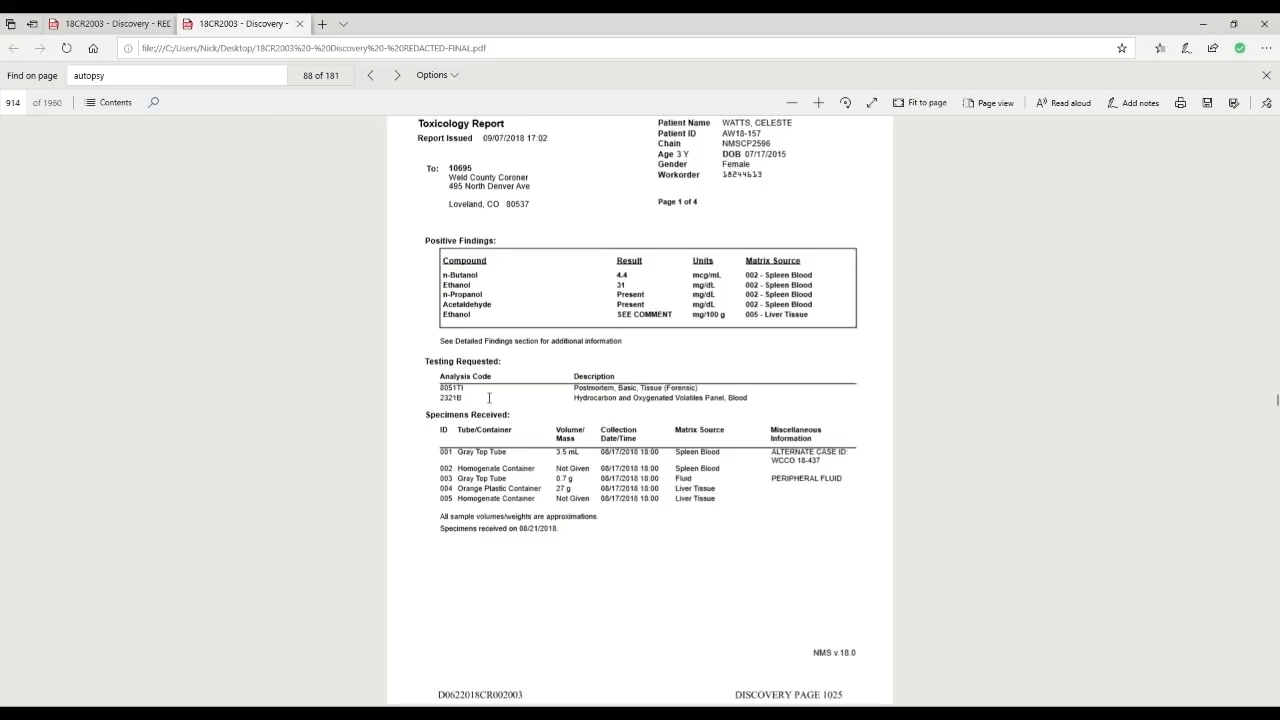 18CR2003 - Discovery - REI
18CR2003 - Discovery -
file:///C:/Users/Nick/Desktop/18CR2003%20-%20Discovery%20-%20REDACTED-FINAL.pdf
Find on page autopsy 88 of 181 Options
914 of 1960 Contents Fit to page Page view Read aloud Add notes
Toxicology Report
Report Issued 09/07/2018 17:02
To: 10695
Weld County Coroner
495 North Denver Ave
Loveland, CO 80537
Patient Name WATTS, CELESTE
Patient ID AW18-157
Chain NMSCP2596
Age 3 Y DOB 07/17/2015
Gender Female
Workorder 18244613
Page 1 of 4
Positive Findings:
Compound Result Units Matrix Source
n-Butanol 4.4 mcg/mL 002 - Spleen Blood
Ethanol 31 mg/dL 002 - Spleen Blood
n-Propanol Present mg/dL 002 - Spleen Blood
Acetaldehyde Present mg/dL 002 - Spleen Blood
Ethanol SEE COMMENT mg/100 g 005 - Liver Tissue
See Detailed Findings section for additional information
Testing Requested:
Analysis Code Description
8051TI Postmortem, Basic, Tissue (Forensic)
2321B Hydrocarbon and Oxygenated Volatiles Panel, Blood
Specimens Received:
ID Tube/Container Volume/ Mass Collection Date/Time Matrix Source Miscellaneous Information
001 Gray Top Tube 3.5 mL 08/17/2018 18:00 Spleen Blood ALTERNATE CASE ID: WCCO 18-437
002 Homogenate Container Not Given 08/17/2018 18:00 Spleen Blood
003 Gray Top Tube 0.7 g 08/17/2018 18:00 Fluid PERIPHERAL FLUID
004 Orange Plastic Container 27 g 08/17/2018 18:00 Liver Tissue
005 Homogenate Container Not Given 08/17/2018 18:00 Liver Tissue
All sample volumes/weights are approximations.
Specimens received on 08/21/2018.
NMS v.18.0
D0622018CR002003 DISCOVERY PAGE 1025